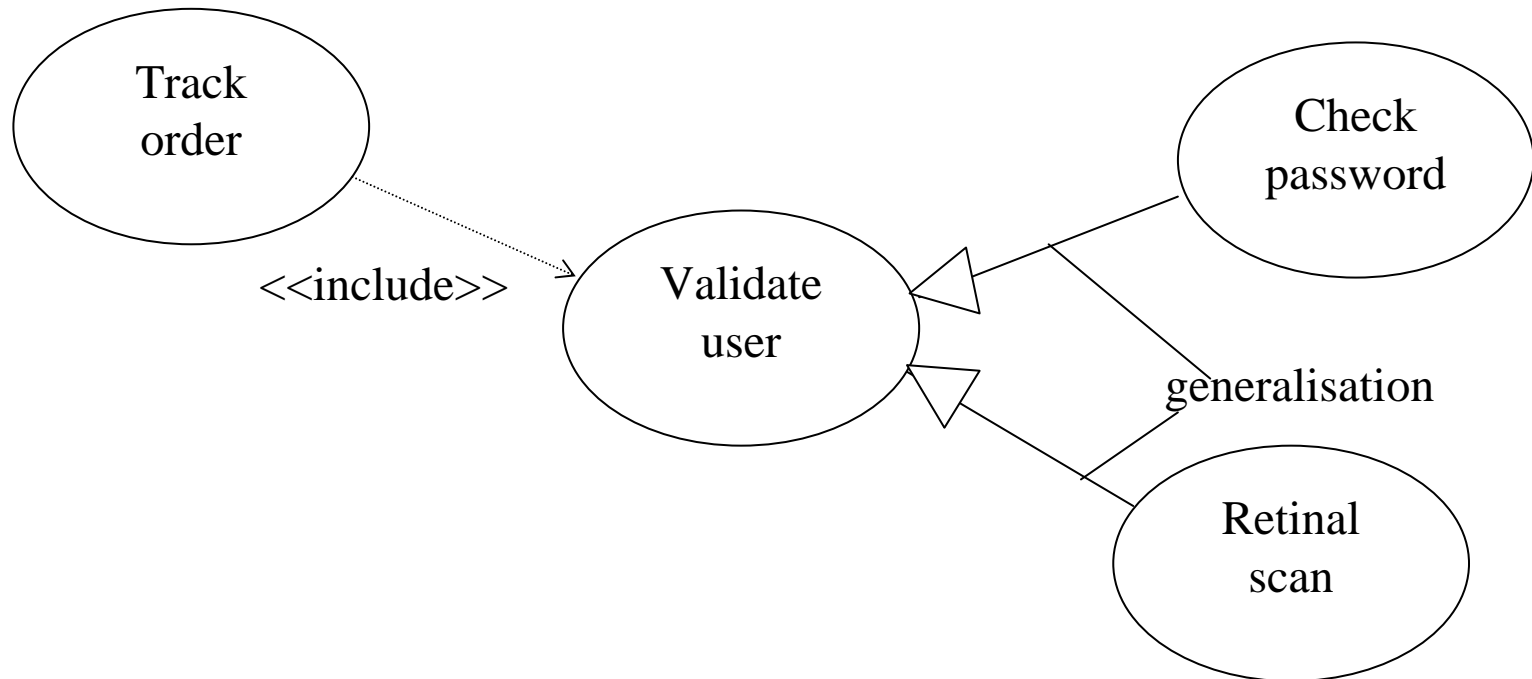 Track
order
Check
password
<<include>>
Validate
user
generalisation
Retinal
scan